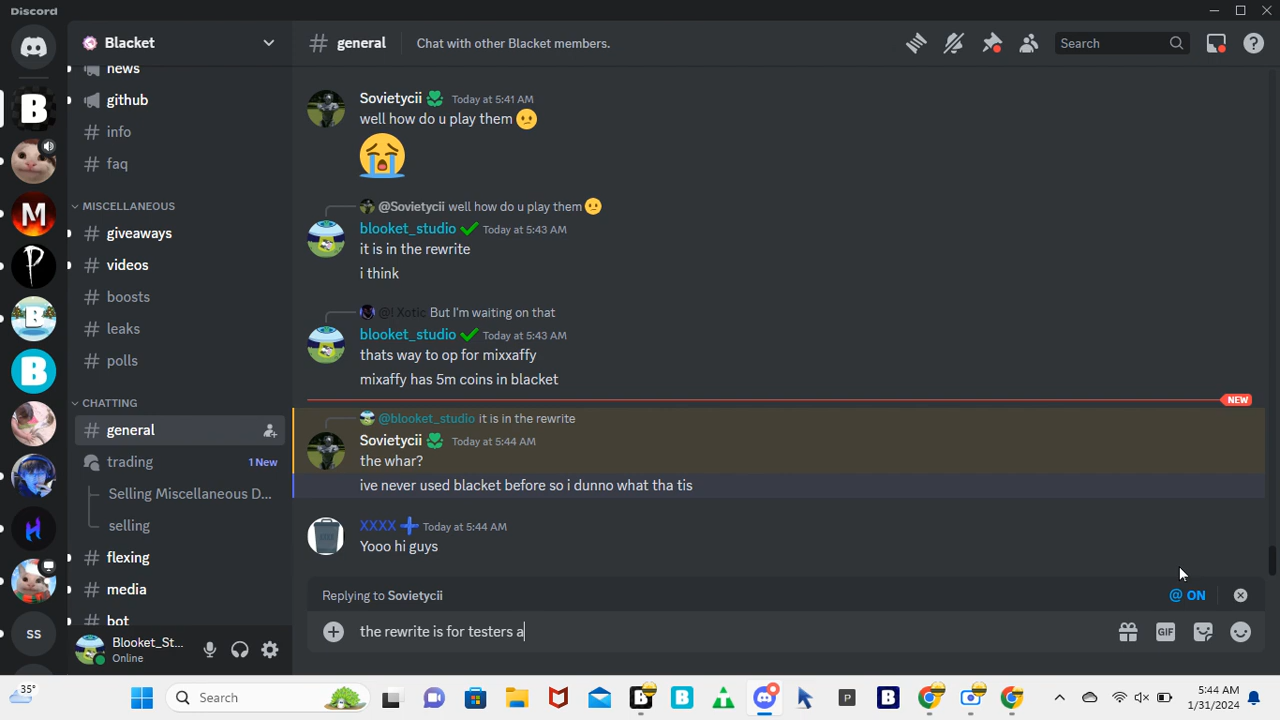 Discord
Blacket
general
Chat with other Blacket members.
Search
news
github
info
faq
MISCELLANEOUS
giveaways
videos
boosts
leaks
polls
CHATTING
general
trading
1 New
Selling Miscellaneous D...
selling
flexing
media
bot
Blooket_St...
Online
Sovietycii Today at 5:41 AM
well how do u play them
@Sovietycii well how do u play them
blooket_studio Today at 5:43 AM
it is in the rewrite
i think
@I Xotic But I'm waiting on that
blooket_studio Today at 5:43 AM
thats way to op for mixxaffy
mixaffy has 5m coins in blacket
NEW
@blooket_studio it is in the rewrite
Sovietycii Today at 5:44 AM
the whar?
ive never used blacket before so i dunno what tha tis
XXXX Today at 5:44 AM
Yooo hi guys
Replying to Sovietycii
@ ON
the rewrite is for testers a
GIF
B
M
P
B
B
H
ss
35°
Search
B
B
P
B
5:44 AM
1/31/2024